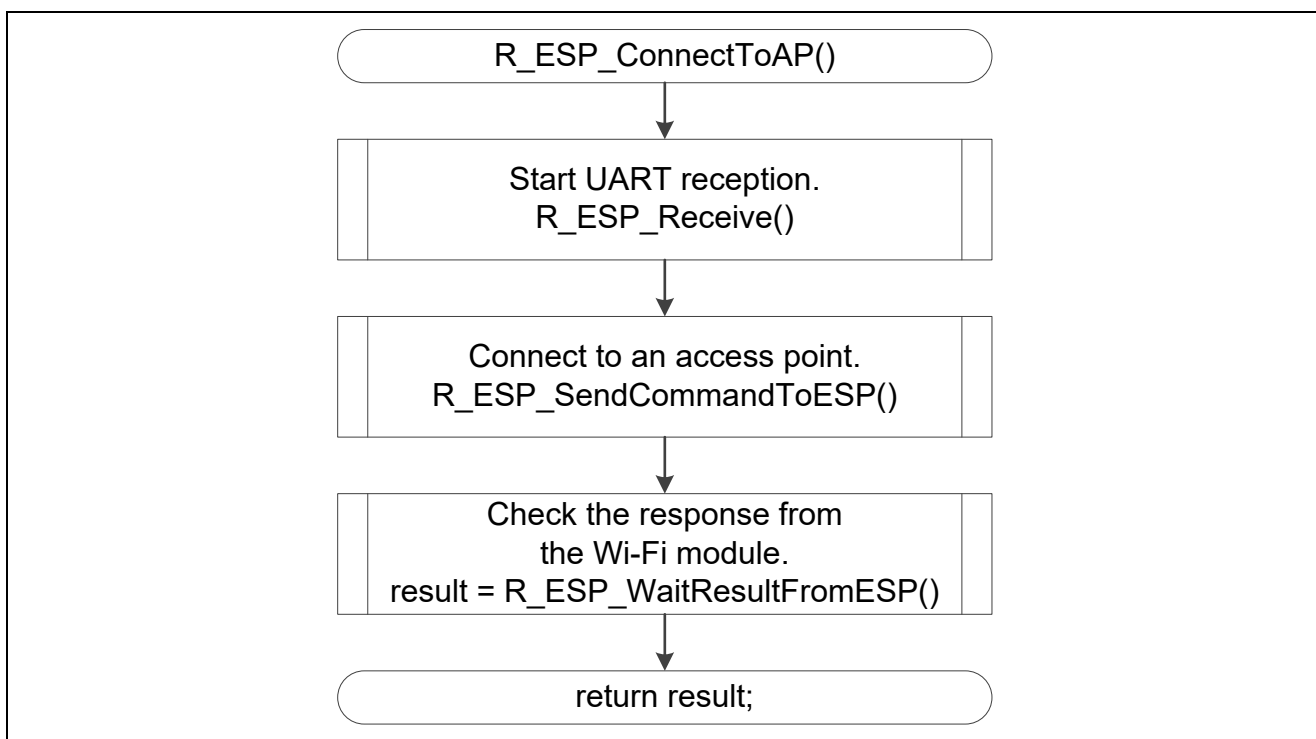 R_ESP_ConnectToAP()
Start UART reception.
R_ESP_Receive()
Connect to an access point.
R_ESP_SendCommandToESP()
Check the response from
the Wi-Fi module.
result = R_ESP_WaitResultFromESP()
return result;